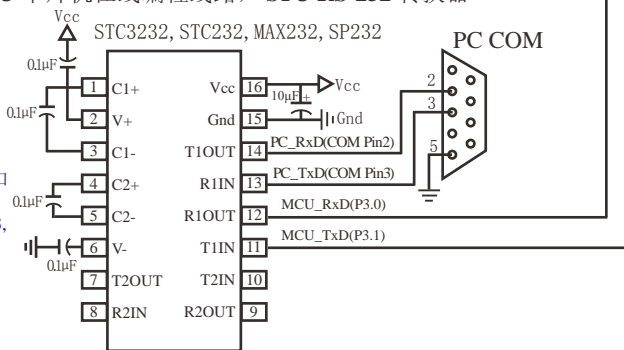 STC RS-232 转换器
Vcc
STC3232, STC232, MAX232, SP232
PC COM
0.1μF
1 C1+ Vcc 16 Vcc
10μF +
0.1μF
2 V+ Gnd 15 Gnd
3 C1- T1OUT 14 PC_RxD(COM Pin2)
4 C2+ R1IN 13 PC_TxD(COM Pin3)
0.1μF
5 C2- R1OUT 12 MCU_RxD(P3.0)
6 V- T1IN 11 MCU_TxD(P3.1)
0.1μF
7 T2OUT T2IN 10
8 R2IN R2OUT 9
2
3
5